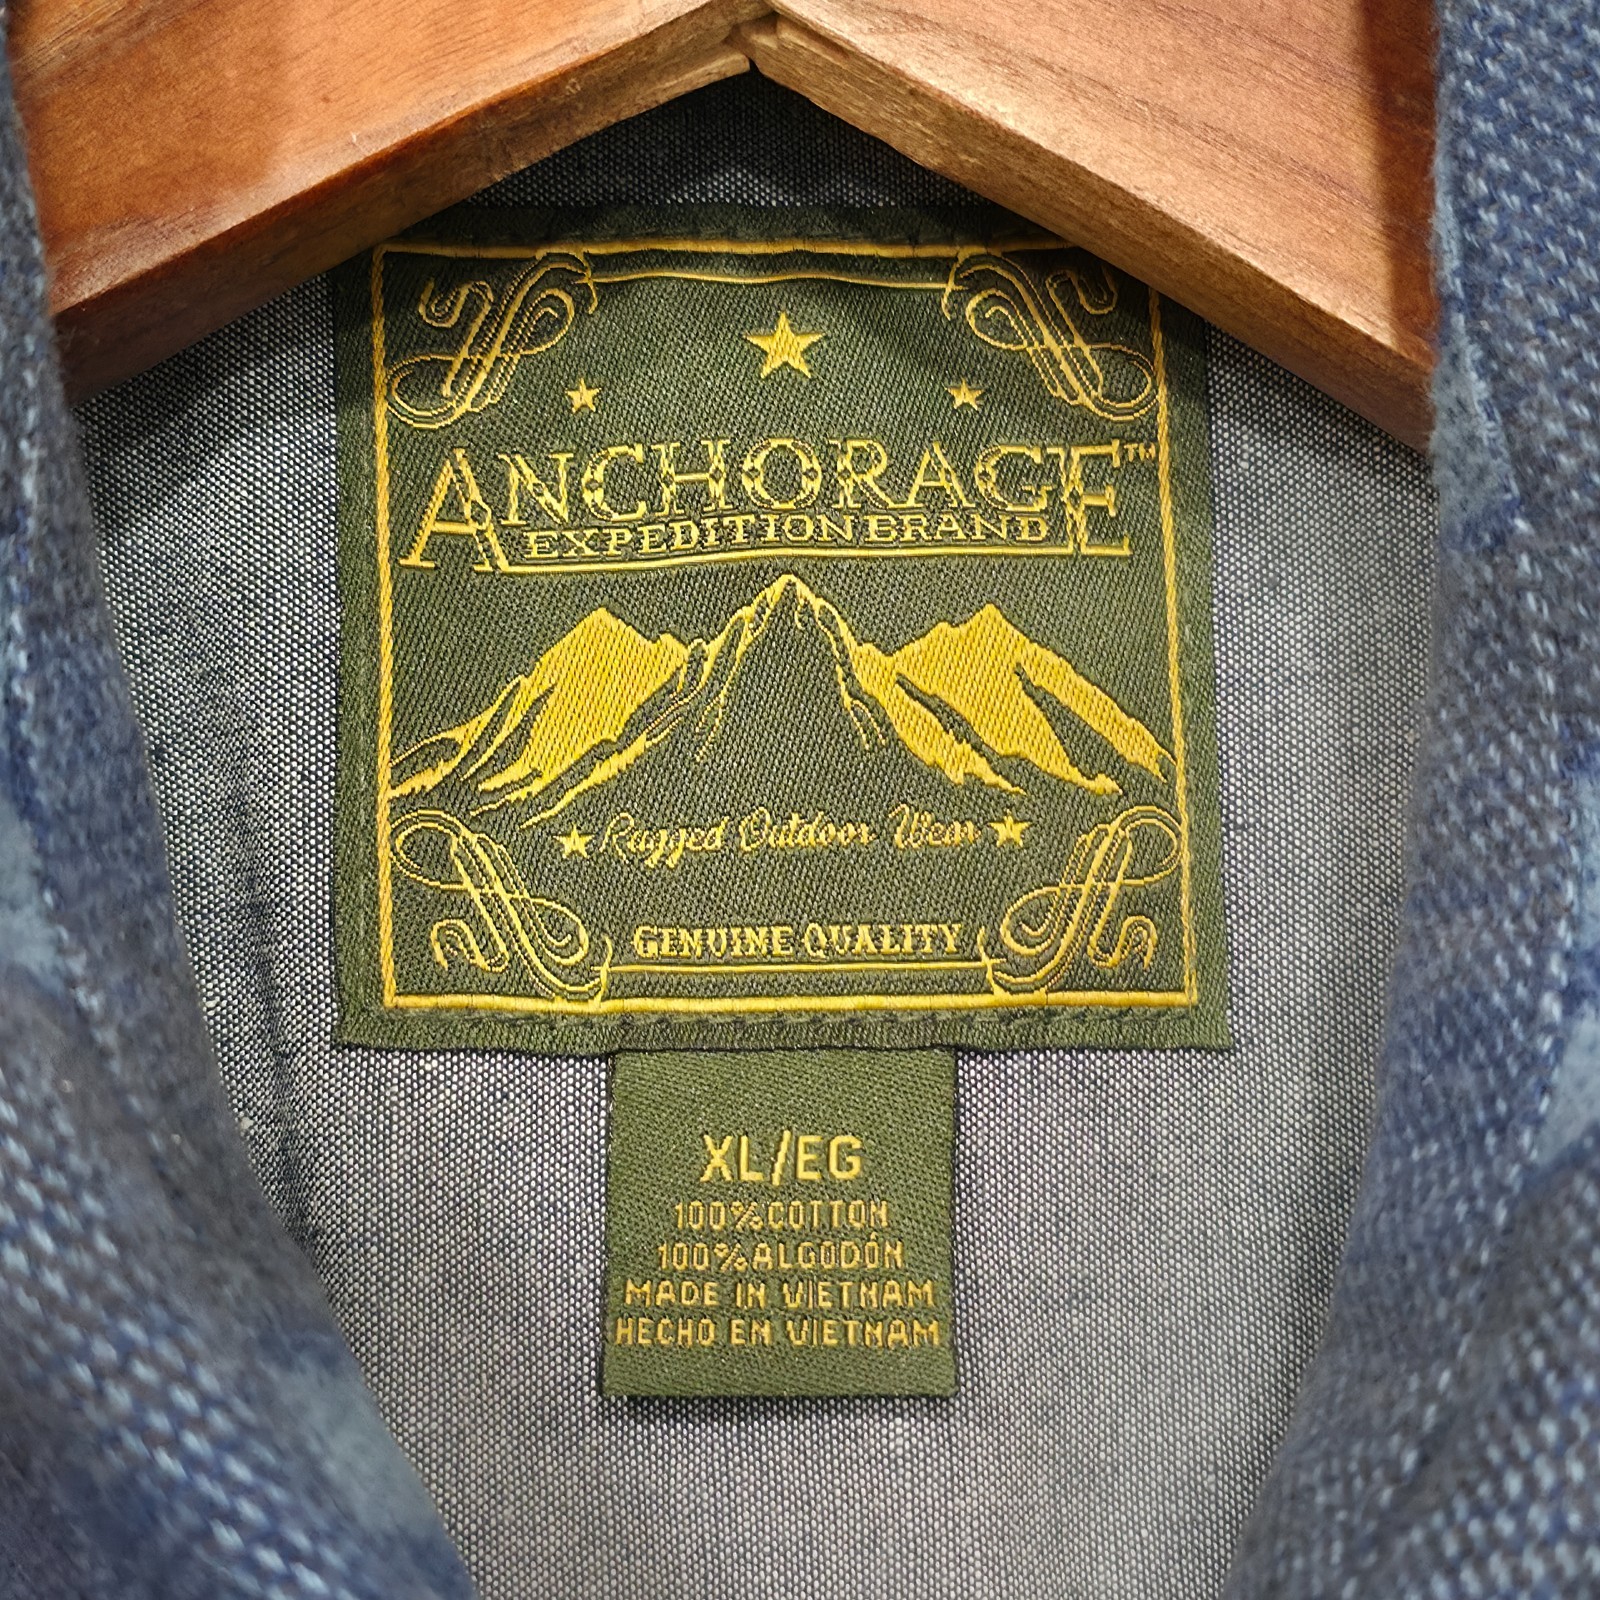 ANCHORAGE™
EXPEDITION BRAND
Rugged Outdoor Wear
GENUINE QUALITY
XL/EG
100% COTTON
100% ALGODÓN
MADE IN VIETNAM
HECHO EN VIETNAM